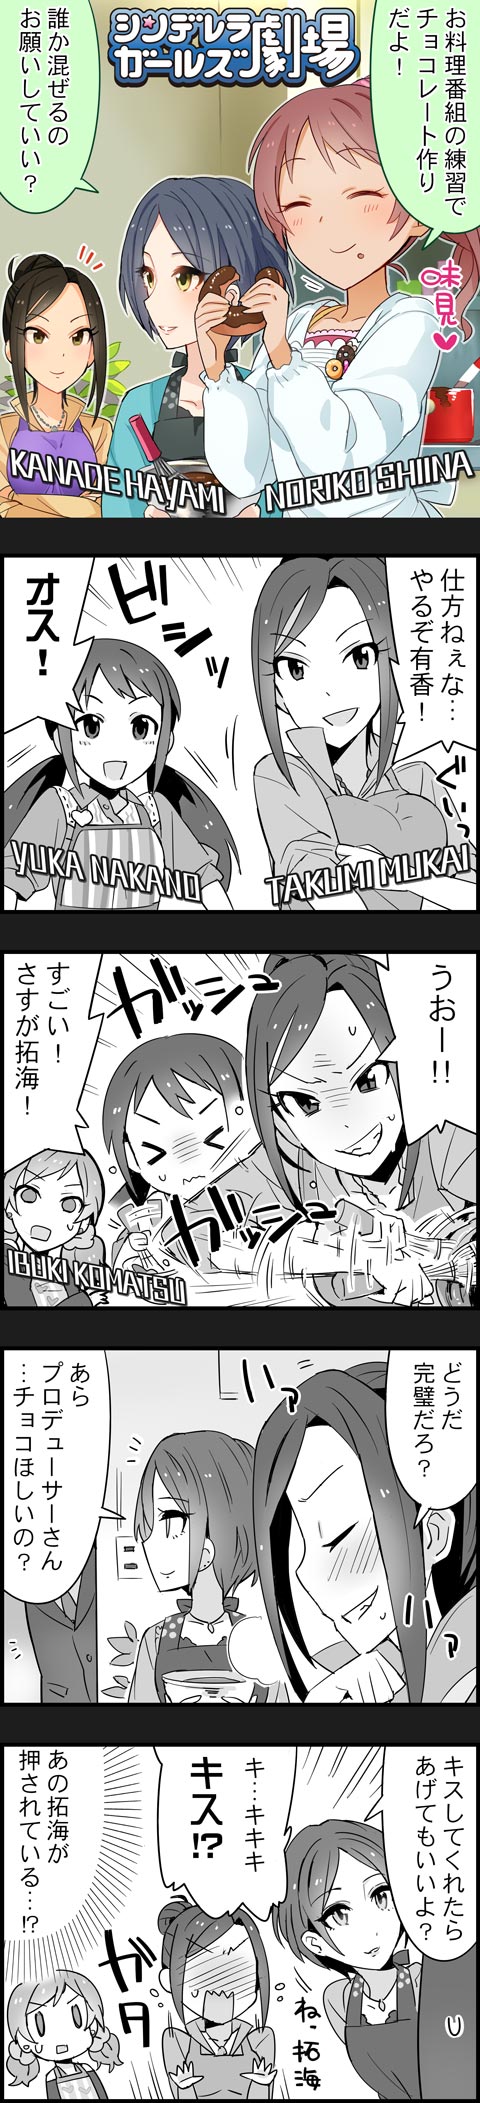 シンデレラ
ガールズ劇場
お料理番組の練習で
チョコレート作り
だよ！
誰か混ぜるの
お願いしていい？
味見♥
KANADE HAYAMI
NORIKO SHIINA
仕方ねぇな…
やるぞ有香！
ぐいっ
ビシッ
オス！
YUKA NAKANO
TAKUMI MUKAI
うおー!!
ガッシュ
ガッシュ
すごい！
さすが拓海！
IBUKI KOMATSU
どうだ
完璧だろ？
いァ
いァ
あら
プロデューサーさん
…チョコほしいの？
キスしてくれたら
あげてもいいよ？
ね、拓海
キ…キキキ
キス!?
ガタ
あの拓海が
押されている…!?